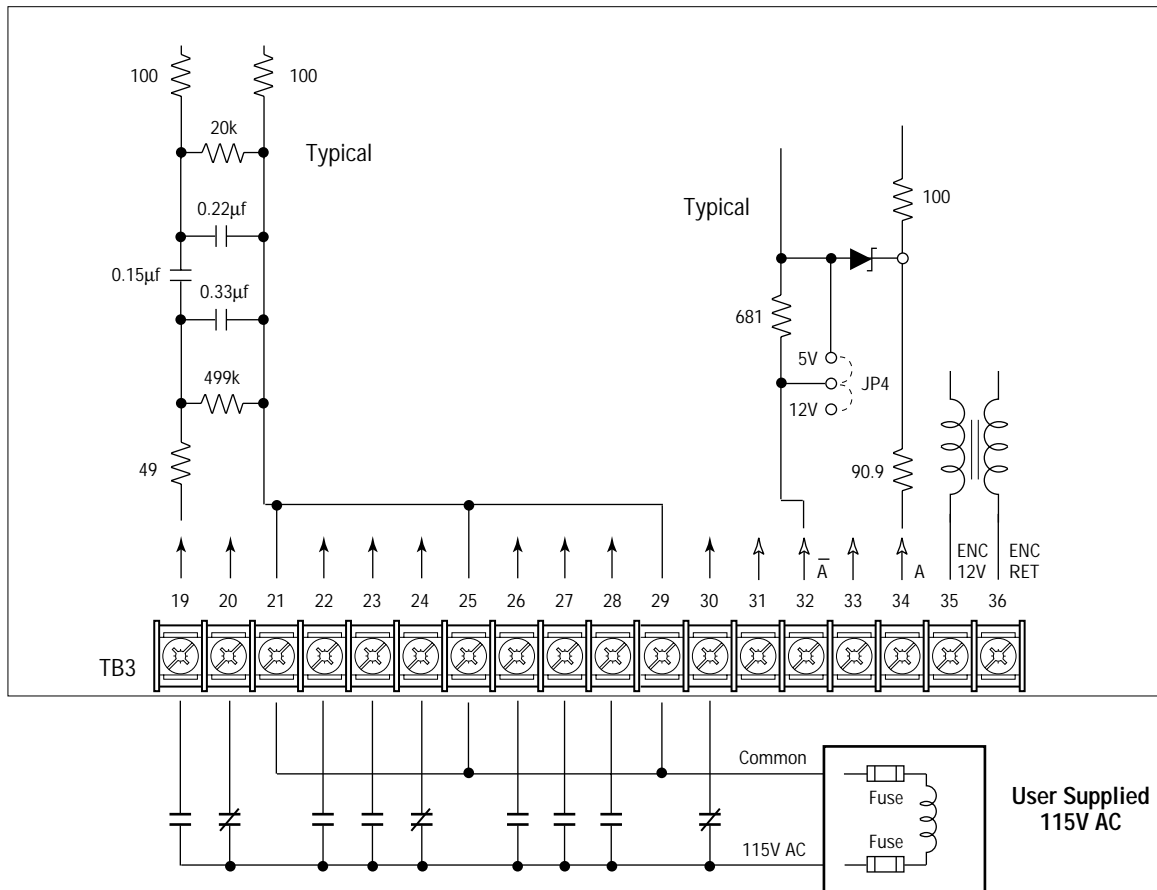 100
100
20k
Typical
0.22µf
0.15µf
0.33µf
499k
49
Typical
100
681
5V
JP4
12V
90.9
ENC
12V
ENC
RET
A̅
A
19 20 21 22 23 24 25 26 27 28 29 30 31 32 33 34 35 36
TB3
Common
Fuse
Fuse
115V AC
User Supplied
115V AC